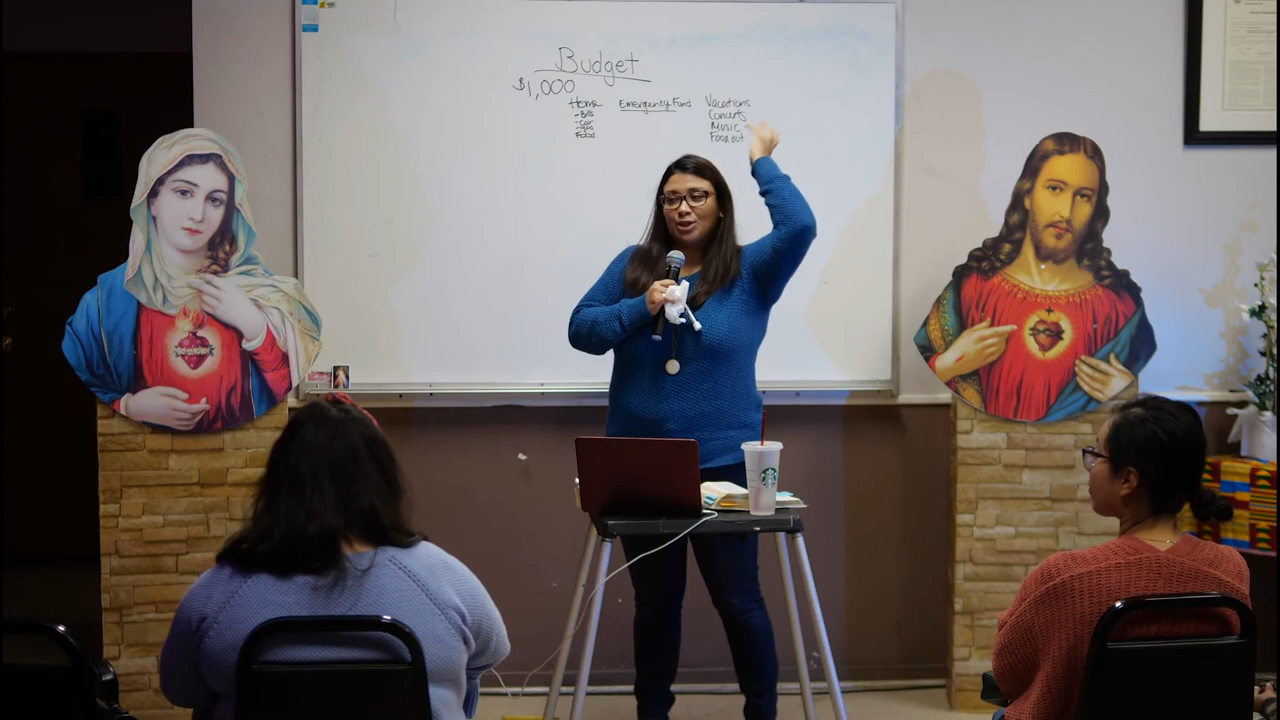 Budget
$1,000
Home Emergency Fund Vacations
-Bills Concerts
-car Music
-gas Food out
Food